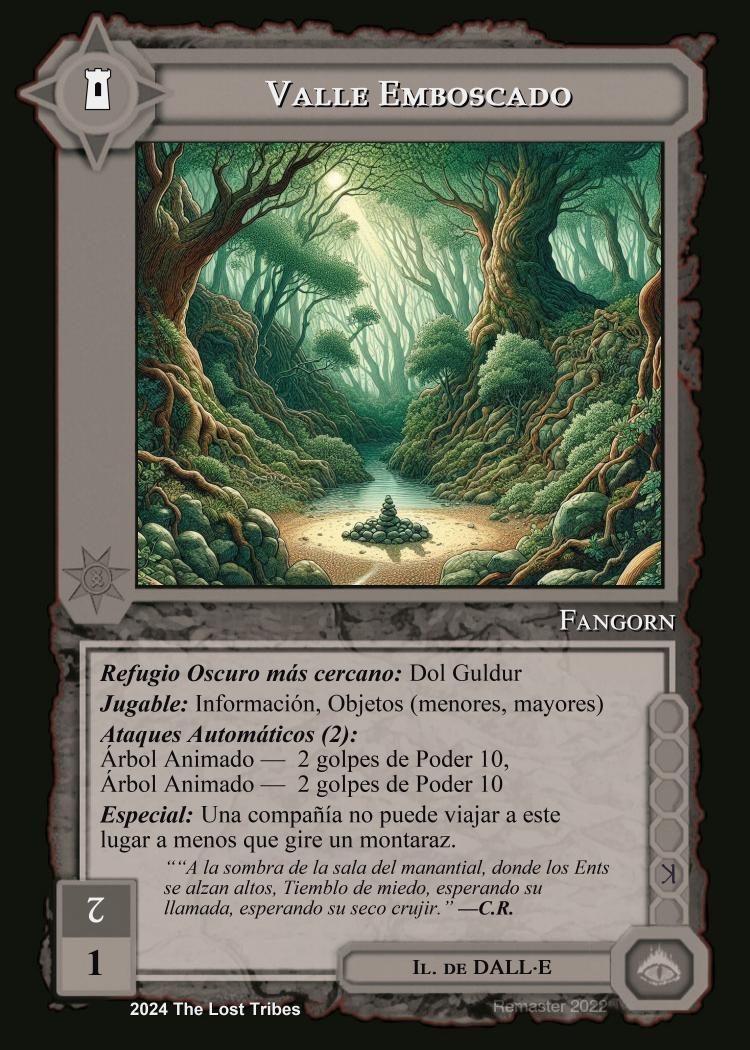 Valle Emboscado
Fangorn
Refugio Oscuro más cercano: Dol Guldur
Jugable: Información, Objetos (menores, mayores)
Ataques Automáticos (2):
Árbol Animado — 2 golpes de Poder 10,
Árbol Animado — 2 golpes de Poder 10
Especial: Una compañía no puede viajar a este
lugar a menos que gire un montaraz.
““A la sombra de la sala del manantial, donde los Ents
se alzan altos, Tiemblo de miedo, esperando su
llamada, esperando su seco crujir.” —C.R.
1
Il. de DALL·E
2024 The Lost Tribes
Remaster 2022